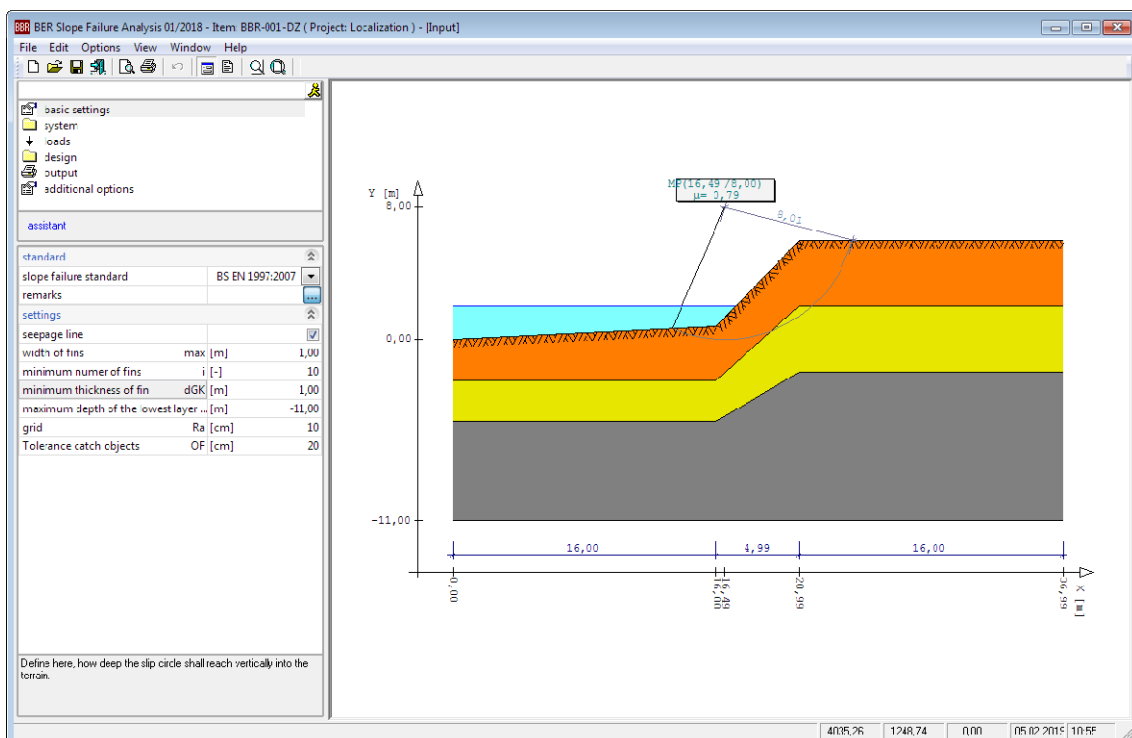 BBR BER Slope Failure Analysis 01/2018 - Item: BBR-001-DZ ( Project: Localization ) - [Input]
File Edit Options View Window Help
basic settings
system
loads
design
output
additional options
assistant
standard
slope failure standard BS EN 1997:2007
remarks ...
settings
seepage line
width of fins max [m] 1,00
minimum numer of fins i [-] 10
minimum thickness of fin dGK [m] 1,00
maximum depth of the lowest layer ... [m] -11,00
grid Ra [cm] 10
Tolerance catch objects OF [cm] 20
Define here, how deep the slip circle shall reach vertically into the
terrain.
MP(16,49/8,00)
μ= 0,79
Y [m]
8,00
8,01
0,00
-11,00
16,00 4,99 16,00
0,00
16,00
16,49
20,99
36,99
X [m]
4035,26 1248,74 0,00 05.02.2019 10:55